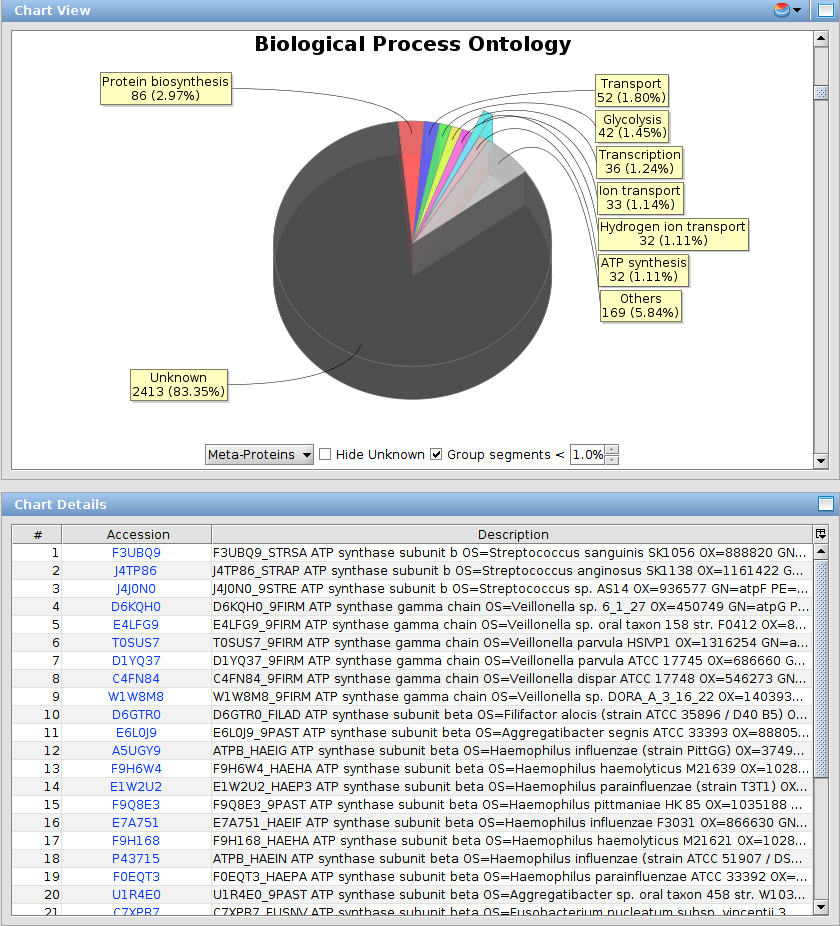 Chart View
Biological Process Ontology
Protein biosynthesis
86 (2.97%)
Transport
52 (1.80%)
Glycolysis
42 (1.45%)
Transcription
36 (1.24%)
Ion transport
33 (1.14%)
Hydrogen ion transport
32 (1.11%)
ATP synthesis
32 (1.11%)
Others
169 (5.84%)
Unknown
2413 (83.35%)
Meta-Proteins Hide Unknown Group segments < 1.0%
Chart Details
# Accession Description
1 F3UBQ9 F3UBQ9_STRSA ATP synthase subunit b OS=Streptococcus sanguinis SK1056 OX=888820 GN...
2 J4TP86 J4TP86_STRAP ATP synthase subunit b OS=Streptococcus anginosus SK1138 OX=1161422 G...
3 J4J0N0 J4J0N0_9STRE ATP synthase subunit b OS=Streptococcus sp. AS14 OX=936577 GN=atpF PE=...
4 D6KQH0 D6KQH0_9FIRM ATP synthase gamma chain OS=Veillonella sp. 6_1_27 OX=450749 GN=atpG P...
5 E4LFG9 E4LFG9_9FIRM ATP synthase gamma chain OS=Veillonella sp. oral taxon 158 str. F0412 OX=8...
6 T0SUS7 T0SUS7_9FIRM ATP synthase gamma chain OS=Veillonella parvula HSIVP1 OX=1316254 GN=a...
7 D1YQ37 D1YQ37_9FIRM ATP synthase gamma chain OS=Veillonella parvula ATCC 17745 OX=686660 G...
8 C4FN84 C4FN84_9FIRM ATP synthase gamma chain OS=Veillonella dispar ATCC 17748 OX=546273 GN...
9 W1W8M8 W1W8M8_9FIRM ATP synthase gamma chain OS=Veillonella sp. DORA_A_3_16_22 OX=140393...
10 D6GTR0 D6GTR0_FILAD ATP synthase subunit beta OS=Filifactor alocis (strain ATCC 35896 / D40 B5) O...
11 E6L0J9 E6L0J9_9PAST ATP synthase subunit beta OS=Aggregatibacter segnis ATCC 33393 OX=88805...
12 A5UGY9 ATPB_HAEIG ATP synthase subunit beta OS=Haemophilus influenzae (strain PittGG) OX=3749...
13 F9H6W4 F9H6W4_HAEHA ATP synthase subunit beta OS=Haemophilus haemolyticus M21639 OX=1028...
14 E1W2U2 E1W2U2_HAEP3 ATP synthase subunit beta OS=Haemophilus parainfluenzae (strain T3T1) OX...
15 F9Q8E3 F9Q8E3_9PAST ATP synthase subunit beta OS=Haemophilus pittmaniae HK 85 OX=1035188 ...
16 E7A751 E7A751_HAEIF ATP synthase subunit beta OS=Haemophilus influenzae F3031 OX=866630 GN...
17 F9H168 F9H168_HAEHA ATP synthase subunit beta OS=Haemophilus haemolyticus M21621 OX=1028...
18 P43715 ATPB_HAEIN ATP synthase subunit beta OS=Haemophilus influenzae (strain ATCC 51907 / DS...
19 F0EQT3 F0EQT3_HAEPA ATP synthase subunit beta OS=Haemophilus parainfluenzae ATCC 33392 OX=...
20 U1R4E0 U1R4E0_9PAST ATP synthase subunit beta OS=Aggregatibacter sp. oral taxon 458 str. W103...
21 C7XPR7 C7XPR7_FUSNV ATP synthase subunit beta OS=Fusobacterium nucleatum subsp. vincentii 3...